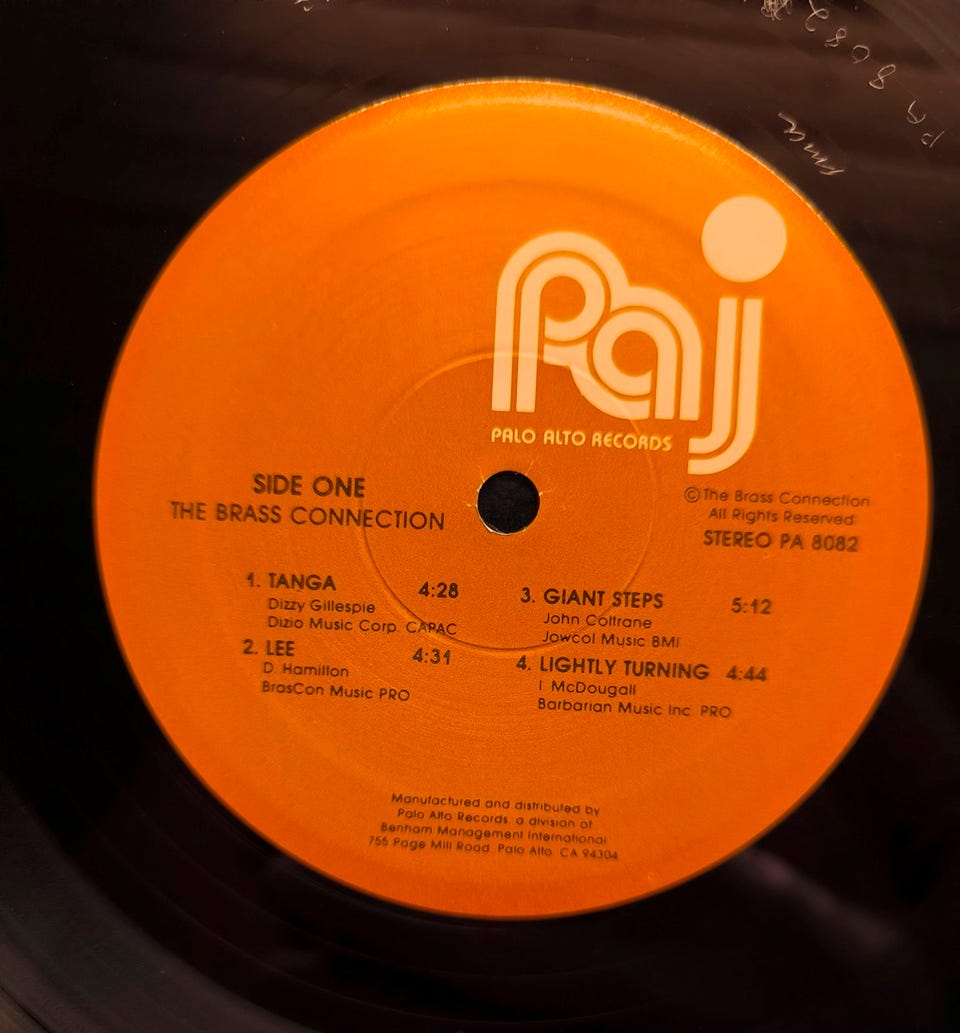 PA 8082
Paj
PALO ALTO RECORDS
SIDE ONE
THE BRASS CONNECTION
© The Brass Connection
All Rights Reserved
STEREO PA 8082
1. TANGA 4:28
Dizzy Gillespie
Dizio Music Corp. CAPAC
2. LEE 4:31
D. Hamilton
BrasCon Music PRO
3. GIANT STEPS 5:12
John Coltrane
Jowcol Music BMI
4. LIGHTLY TURNING 4:44
I. McDougall
Barbarian Music Inc. PRO
Manufactured and distributed by
Palo Alto Records, a division of
Benham Management International
755 Page Mill Road, Palo Alto, CA 94304